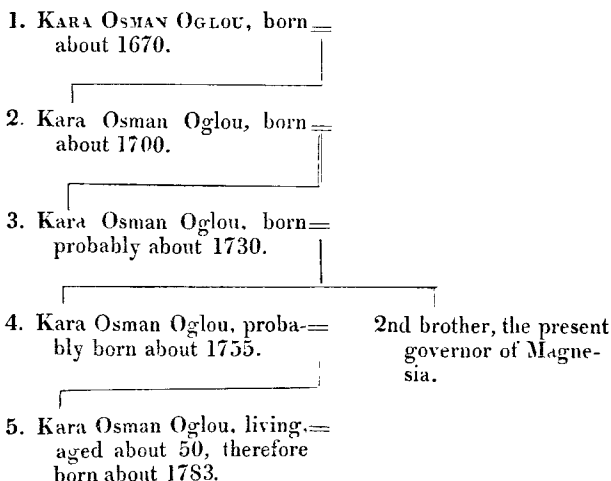 1. KARA OSMAN OGLOU, born
about 1670.
2. Kara Osman Oglou, born
about 1700.
3. Kara Osman Oglou, born
probably about 1730.
4. Kara Osman Oglou, proba-
bly born about 1755.
2nd brother, the present
governor of Magne-
sia.
5. Kara Osman Oglou, living,
aged about 50, therefore
born about 1783.